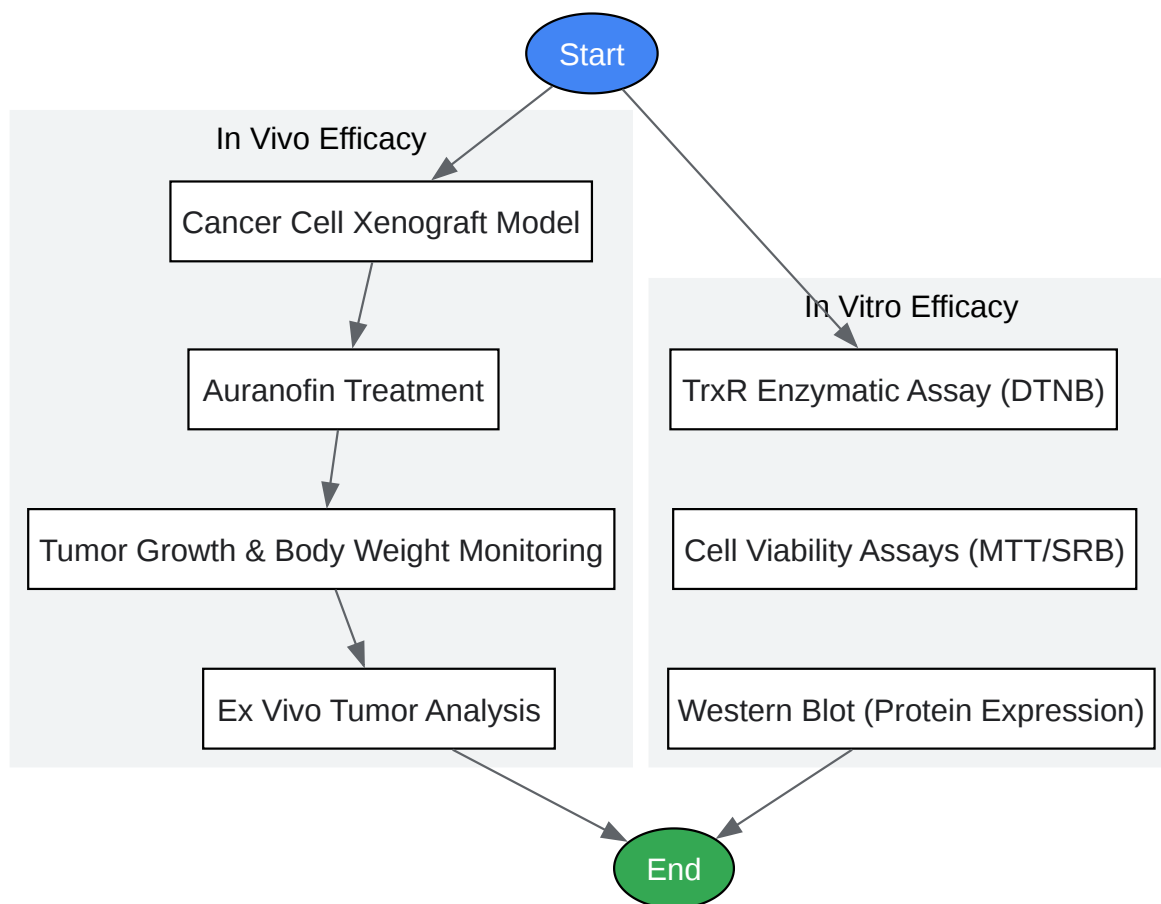 Start
In Vivo Efficacy
Cancer Cell Xenograft Model
Auranofin Treatment
Tumor Growth & Body Weight Monitoring
Ex Vivo Tumor Analysis
In Vitro Efficacy
TrxR Enzymatic Assay (DTNB)
Cell Viability Assays (MTT/SRB)
Western Blot (Protein Expression)
End